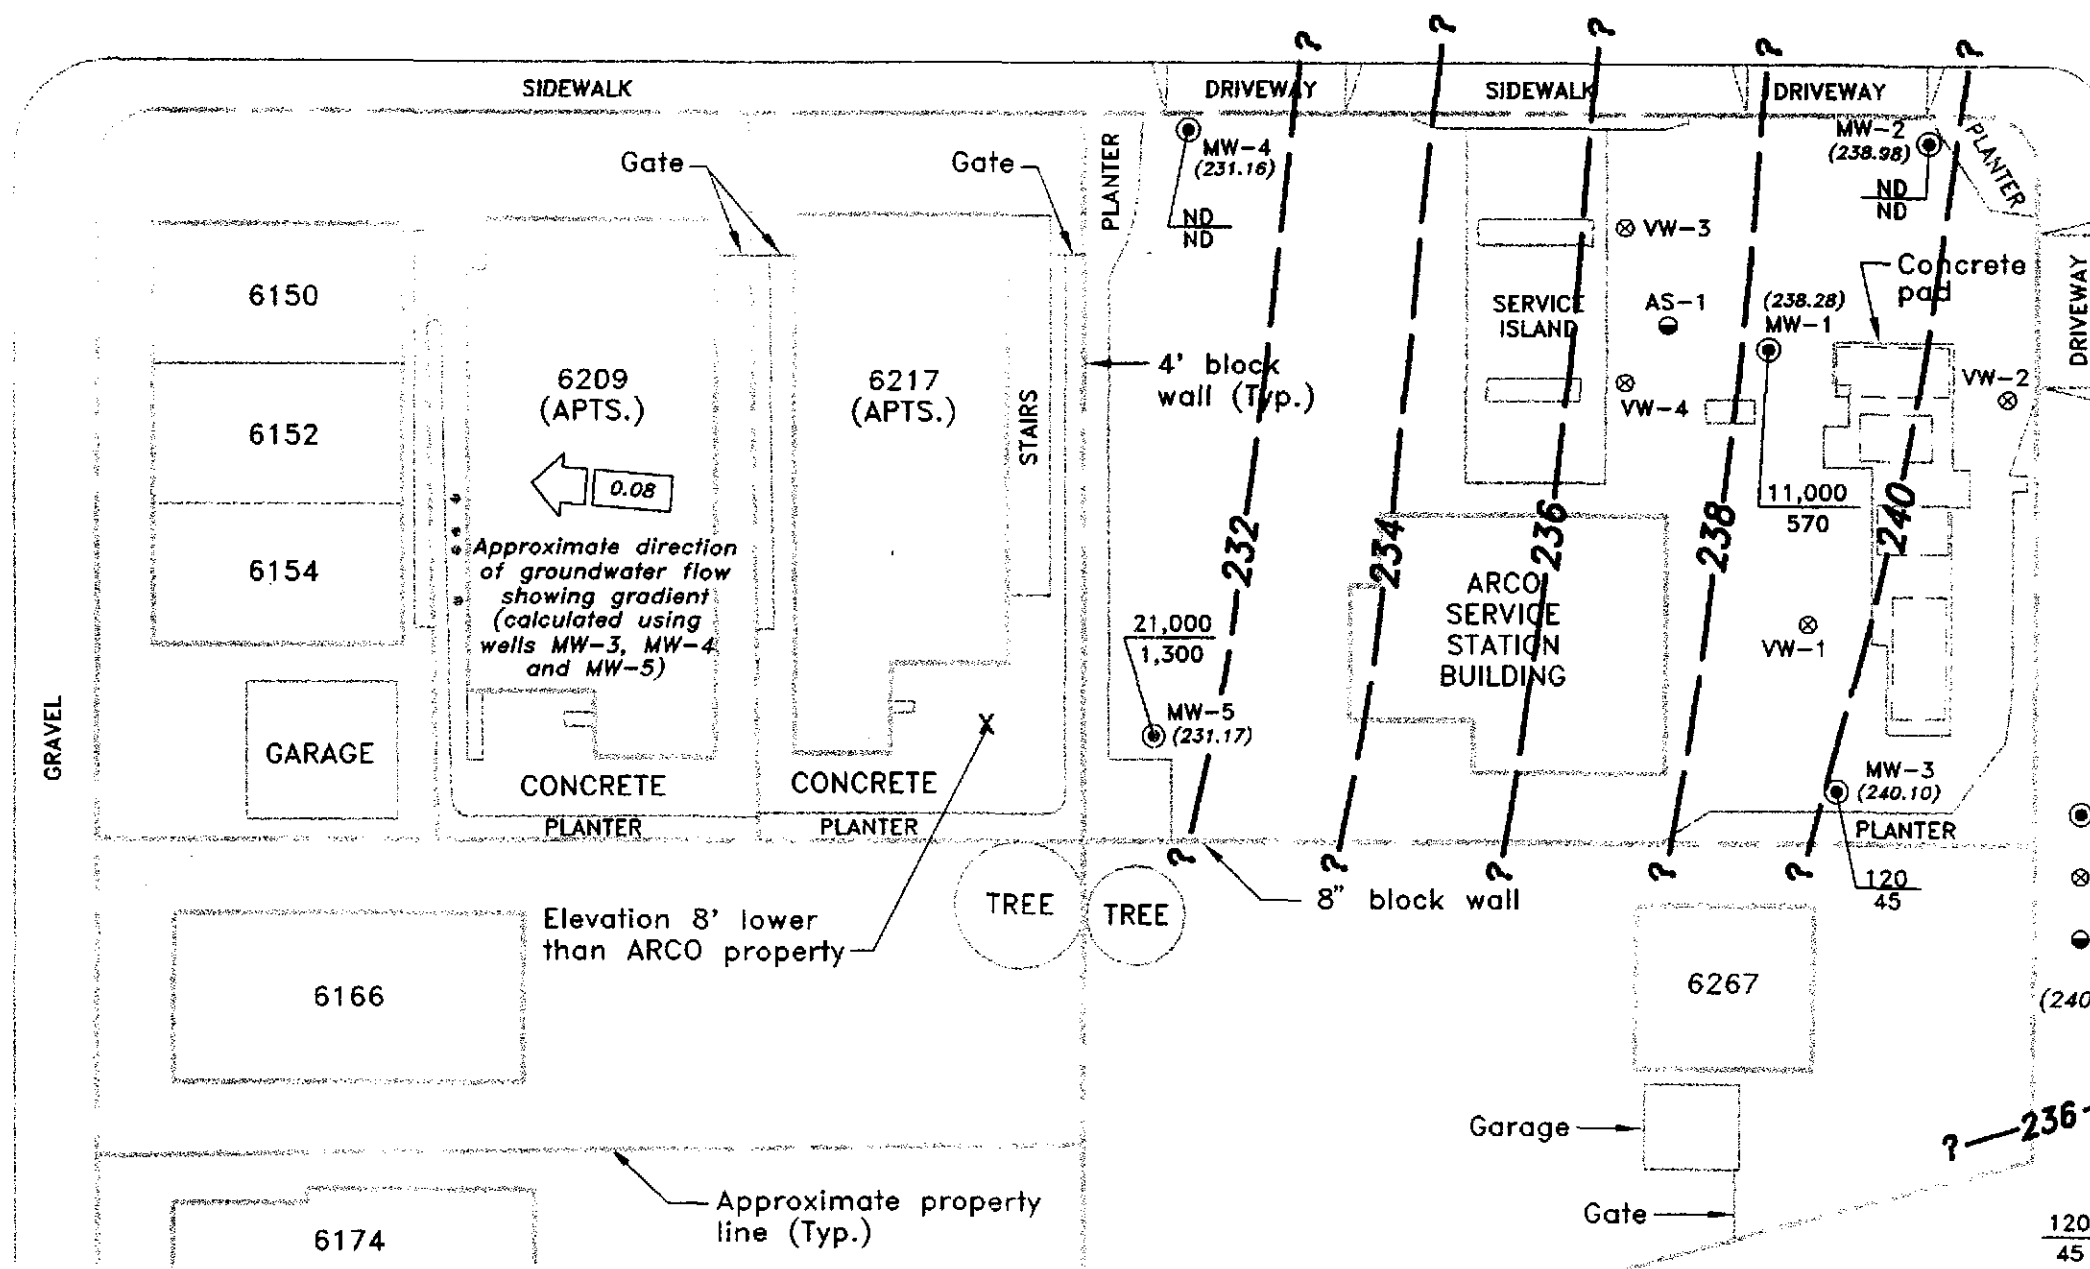 ?
?
?
?
?
SIDEWALK
DRIVEWAY
SIDEWALK
DRIVEWAY
Gate
Gate
PLANTER
MW-4
(231.16)
ND
ND
MW-2
(238.98)
ND
ND
PLANTER
VW-3
Concrete
pad
DRIVEWAY
6150
SERVICE
ISLAND
AS-1
(238.28)
MW-1
4' block
wall (Typ.)
6209
(APTS.)
6217
(APTS.)
STAIRS
VW-4
VW-2
6152
0.08
11,000
570
232
234
236
238
240
Approximate direction
of groundwater flow
showing gradient
(calculated using
wells MW-3, MW-4
and MW-5)
6154
ARCO
SERVICE
STATION
BUILDING
21,000
1,300
VW-1
MW-5
(231.17)
X
GRAVEL
GARAGE
CONCRETE
CONCRETE
MW-3
(240.10)
PLANTER
PLANTER
PLANTER
?
?
?
?
?
120
45
TREE
TREE
8" block wall
Elevation 8' lower
than ARCO property
6166
6267
(240
Garage
?
236
Approximate property
line (Typ.)
Gate
6174
120
45